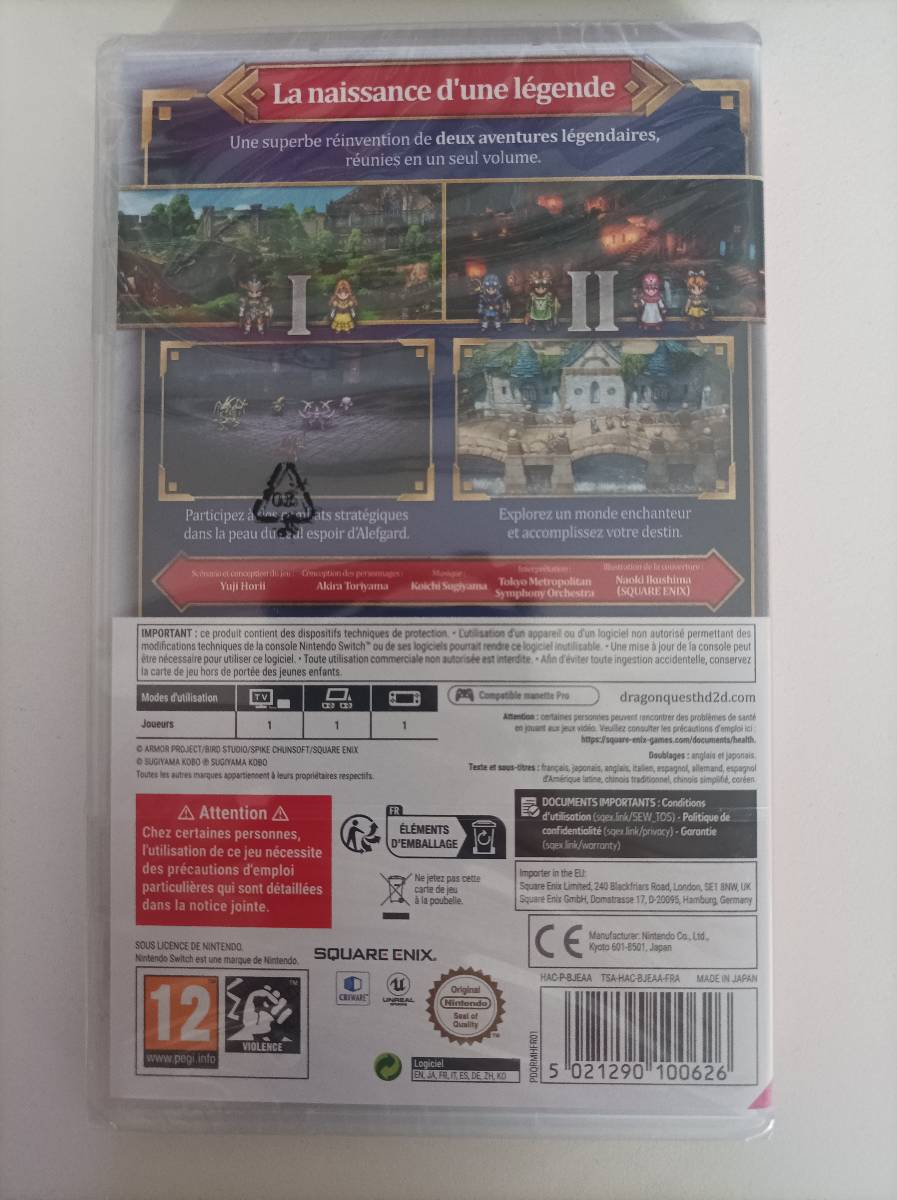 La naissance d'une légende
Une superbe réinvention de deux aventures légendaires,
réunies en un seul volume.
I
II
Participez à des combats stratégiques
dans la peau du seul espoir d'Alefgard.
Explorez un monde enchanteur
et accomplissez votre destin.
Scénario et conception du jeu :
Yuji Horii
Conception des personnages :
Akira Toriyama
Musique :
Koichi Sugiyama
Interprétation :
Tokyo Metropolitan
Symphony Orchestra
Illustration de la couverture :
Naoki Ikushima
(SQUARE ENIX)
IMPORTANT : ce produit contient des dispositifs techniques de protection. • L'utilisation d'un appareil ou d'un logiciel non autorisé permettant des
modifications techniques de la console Nintendo Switch™ ou de ses logiciels pourrait rendre ce logiciel inutilisable. • Une mise à jour de la console peut
être nécessaire pour utiliser ce logiciel. • Toute utilisation commerciale non autorisée est interdite. • Afin d'éviter toute ingestion accidentelle, conservez
la carte de jeu hors de portée des jeunes enfants.
Modes d'utilisation
TV
Joueurs
1
1
1
Compatible manette Pro
dragonquesthd2d.com
Attention : certaines personnes peuvent rencontrer des problèmes de santé
en jouant aux jeux vidéo. Veuillez consulter les précautions d'emploi ici :
https://square-enix-games.com/documents/health.
Doublages : anglais et japonais.
Texte et sous-titres : français, japonais, anglais, italien, espagnol, allemand, espagnol
d'Amérique latine, chinois traditionnel, chinois simplifié, coréen.
© ARMOR PROJECT/BIRD STUDIO/SPIKE CHUNSOFT/SQUARE ENIX
© SUGIYAMA KOBO ℗ SUGIYAMA KOBO
Toutes les autres marques appartiennent à leurs propriétaires respectifs.
⚠ Attention ⚠
Chez certaines personnes,
l'utilisation de ce jeu nécessite
des précautions d'emploi
particulières qui sont détaillées
dans la notice jointe.
FR
ÉLÉMENTS
D'EMBALLAGE
Ne jetez pas cette
carte de jeu
à la poubelle.
DOCUMENTS IMPORTANTS : Conditions
d'utilisation (sqex.link/SEW_TOS) - Politique de
confidentialité (sqex.link/privacy) - Garantie
(sqex.link/warranty)
Importer in the EU:
Square Enix Limited, 240 Blackfriars Road, London, SE1 8NW, UK
Square Enix GmbH, Domstrasse 17, D-20095, Hamburg, Germany
CE
Manufacturer: Nintendo Co., Ltd.,
Kyoto 601-8501, Japan
SOUS LICENCE DE NINTENDO.
Nintendo Switch est une marque de Nintendo.
SQUARE ENIX.
CRIWARE
UNREAL
ENGINE
Original
Nintendo
Seal of
Quality
TM
HAC-P-BJEAA TSA-HAC-BJEAA-FRA MADE IN JAPAN
12
www.pegi.info
VIOLENCE
Logiciel
EN, JA, FR, IT, ES, DE, ZH, KO
PDQRMHFR01
5 021290 100626